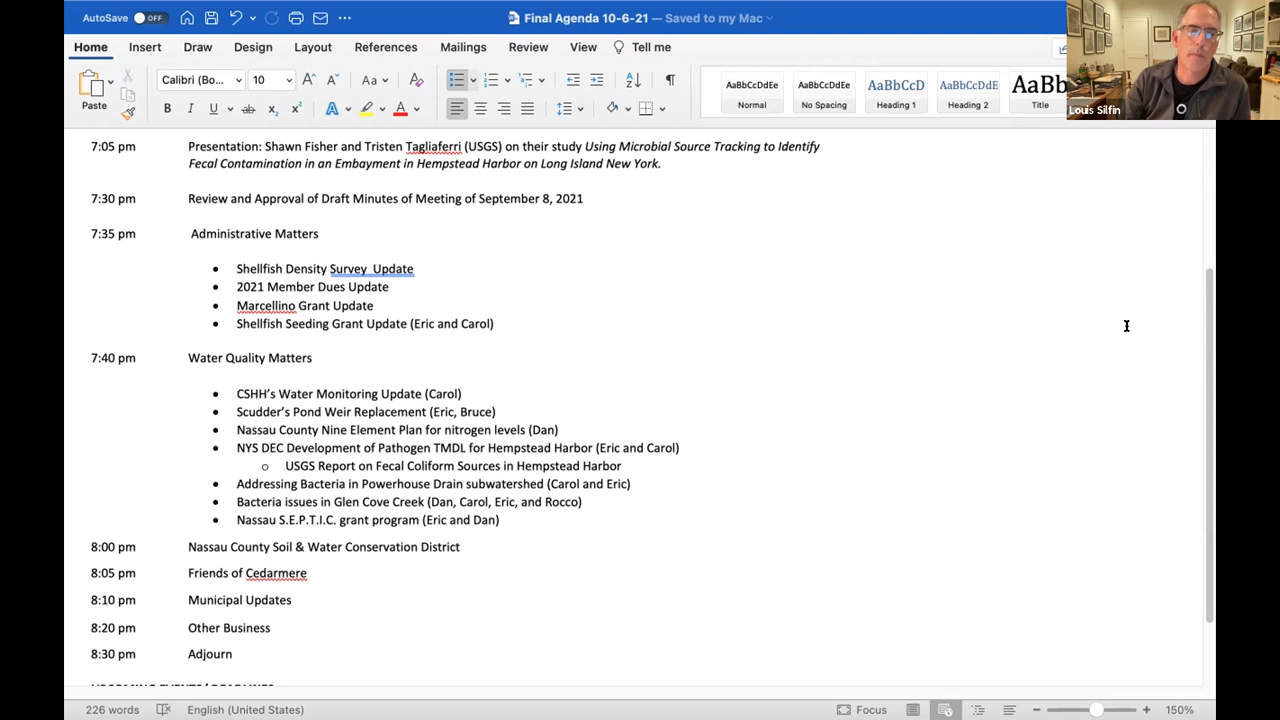 AutoSave OFF Final Agenda 10-6-21 — Saved to my Mac
Home Insert Draw Design Layout References Mailings Review View Tell me
Paste Calibri (Bo... 10 A A Aa A AaBbCcDdEe AaBbCcDdEe AaBbCcDd AaBbCcDdEe AaBb
B I U ab x2 x2 A A Normal No Spacing Heading 1 Heading 2 Title
Louis Silfin
7:05 pm Presentation: Shawn Fisher and Tristen Tagliaferri (USGS) on their study Using Microbial Source Tracking to Identify
Fecal Contamination in an Embayment in Hempstead Harbor on Long Island New York.
7:30 pm Review and Approval of Draft Minutes of Meeting of September 8, 2021
7:35 pm Administrative Matters
• Shellfish Density Survey Update
• 2021 Member Dues Update
• Marcellino Grant Update
• Shellfish Seeding Grant Update (Eric and Carol)
7:40 pm Water Quality Matters
• CSHH's Water Monitoring Update (Carol)
• Scudder's Pond Weir Replacement (Eric, Bruce)
• Nassau County Nine Element Plan for nitrogen levels (Dan)
• NYS DEC Development of Pathogen TMDL for Hempstead Harbor (Eric and Carol)
o USGS Report on Fecal Coliform Sources in Hempstead Harbor
• Addressing Bacteria in Powerhouse Drain subwatershed (Carol and Eric)
• Bacteria issues in Glen Cove Creek (Dan, Carol, Eric, and Rocco)
• Nassau S.E.P.T.I.C. grant program (Eric and Dan)
8:00 pm Nassau County Soil & Water Conservation District
8:05 pm Friends of Cedarmere
8:10 pm Municipal Updates
8:20 pm Other Business
8:30 pm Adjourn
226 words English (United States) Focus 150%